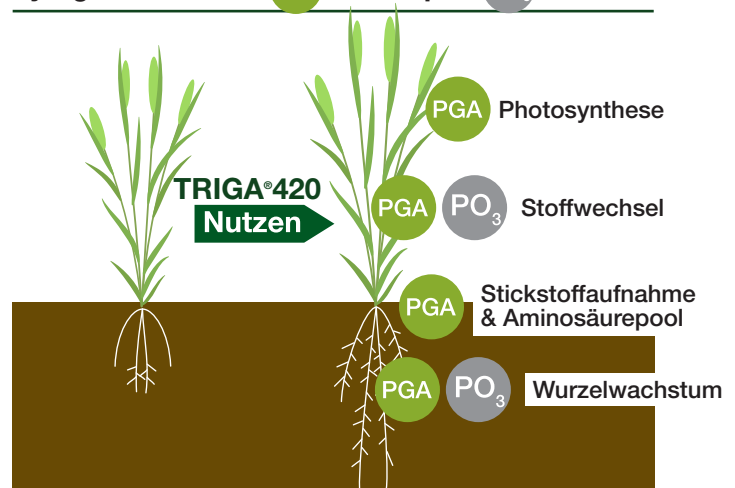 PGA Photosynthese
TRIGA®420
Nutzen
PGA PO₃ Stoffwechsel
PGA Stickstoffaufnahme
& Aminosäurepool
PGA PO₃ Wurzelwachstum